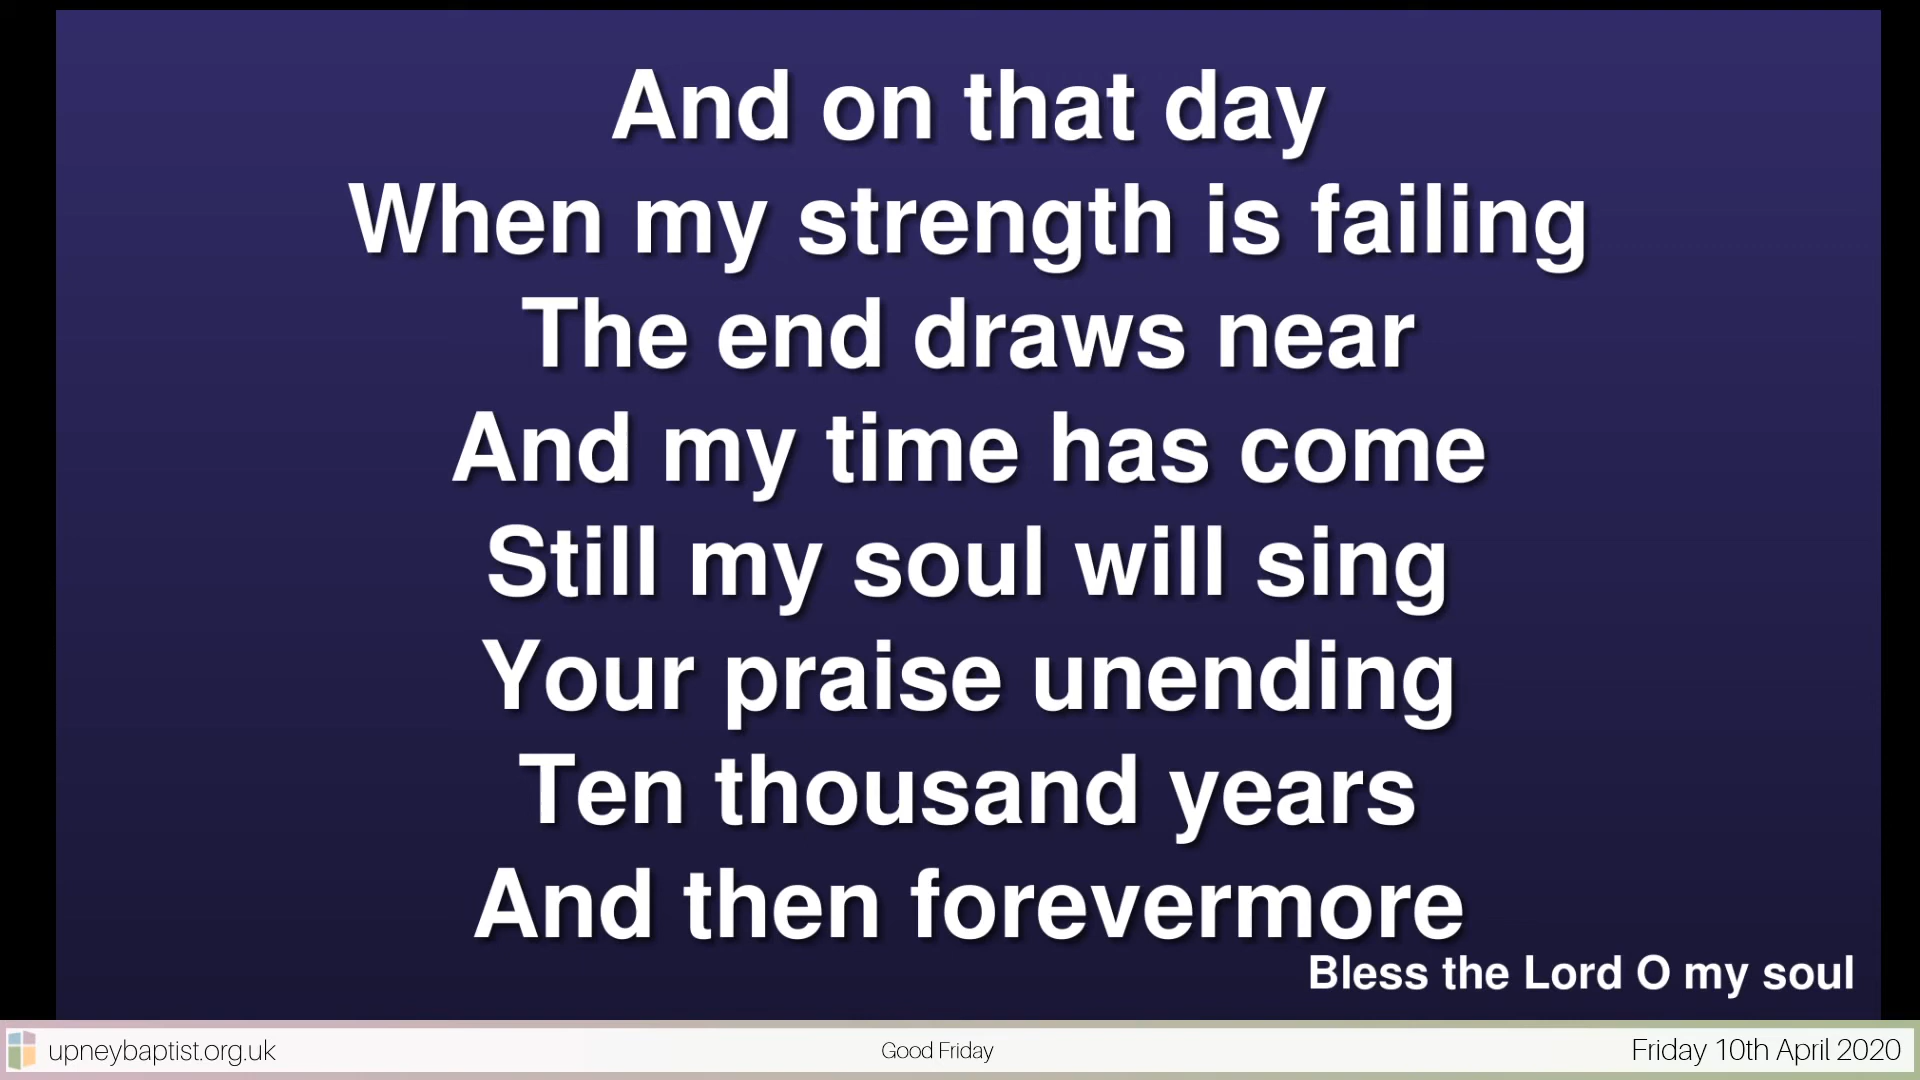 And on that day
When my strength is failing
The end draws near
And my time has come
Still my soul will sing
Your praise unending
Ten thousand years
And then forevermore
Bless the Lord O my soul
upneybaptist.org.uk
Good Friday
Friday 10th April 2020